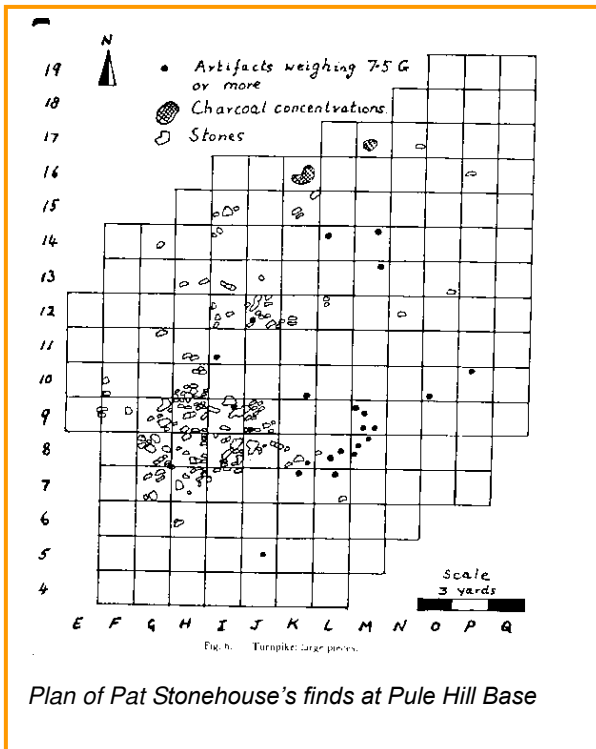 N
Artifacts weighing 7·5 G
or more
Charcoal concentrations.
Stones
19
18
17
16
15
14
13
12
11
10
9
8
7
6
5
4
E F G H I J K L M N O P Q
Scale
3 yards
Fig. 6. Turnpike: large pieces.
Plan of Pat Stonehouse's finds at Pule Hill Base